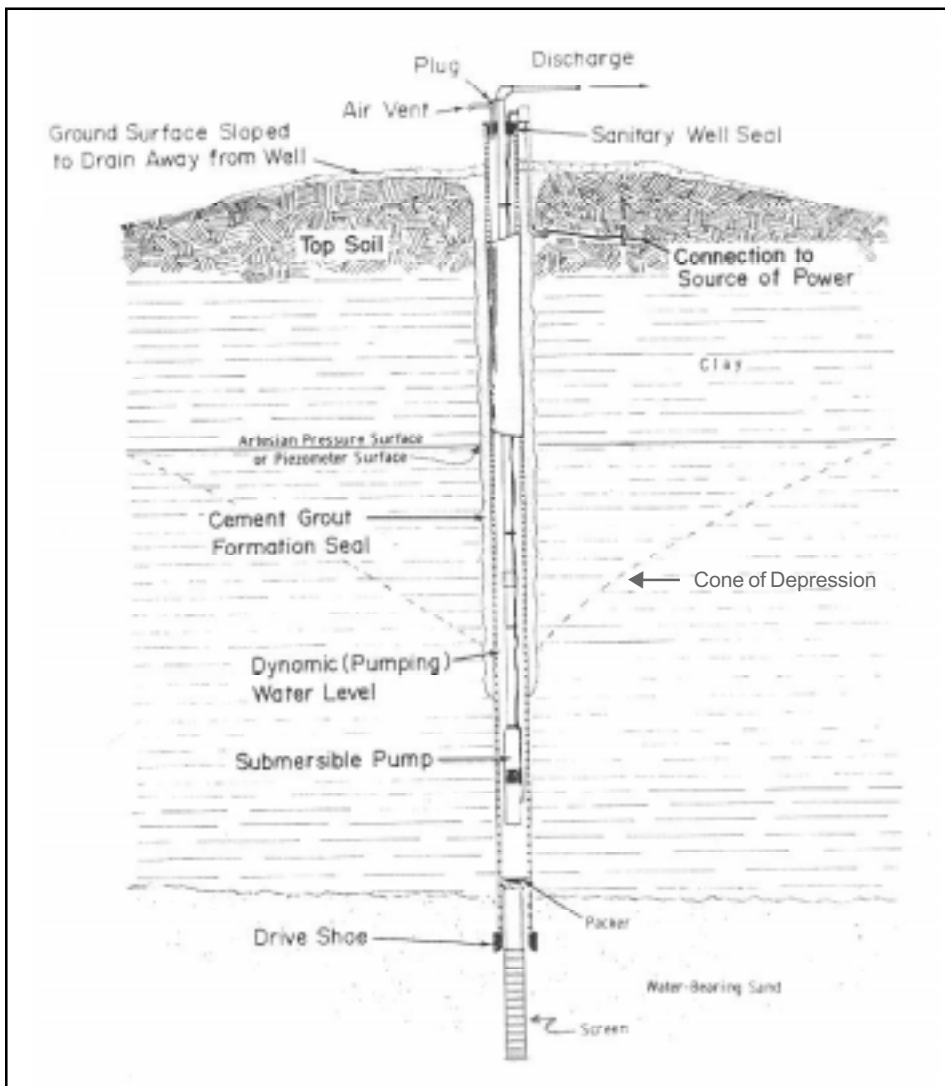 Plug
Discharge
Air Vent
Ground Surface Sloped
to Drain Away from Well
Sanitary Well Seal
Top Soil
Connection to
Source of Power
Clay
Artesian Pressure Surface
or Piezometer Surface
Cement Grout
Formation Seal
Cone of Depression
Dynamic (Pumping)
Water Level
Submersible Pump
Packer
Drive Shoe
Water-Bearing Sand
Screen